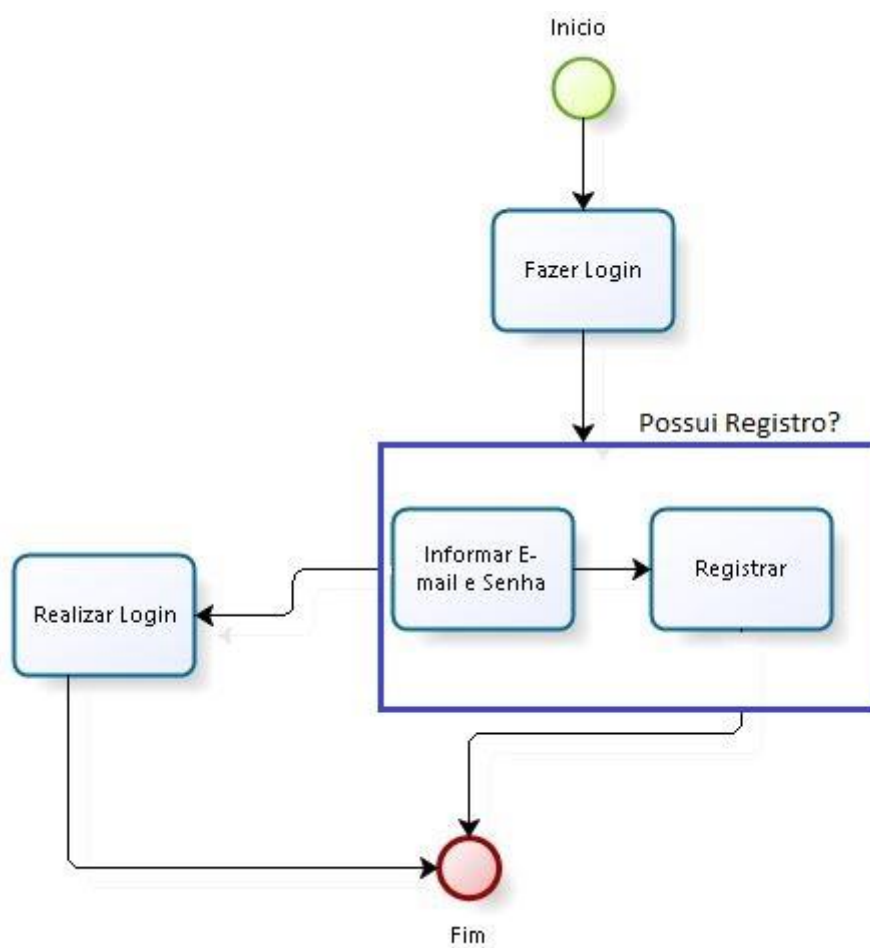 Inicio
Fazer Login
Possui Registro?
Informar E-
mail e Senha
Registrar
Realizar Login
Fim